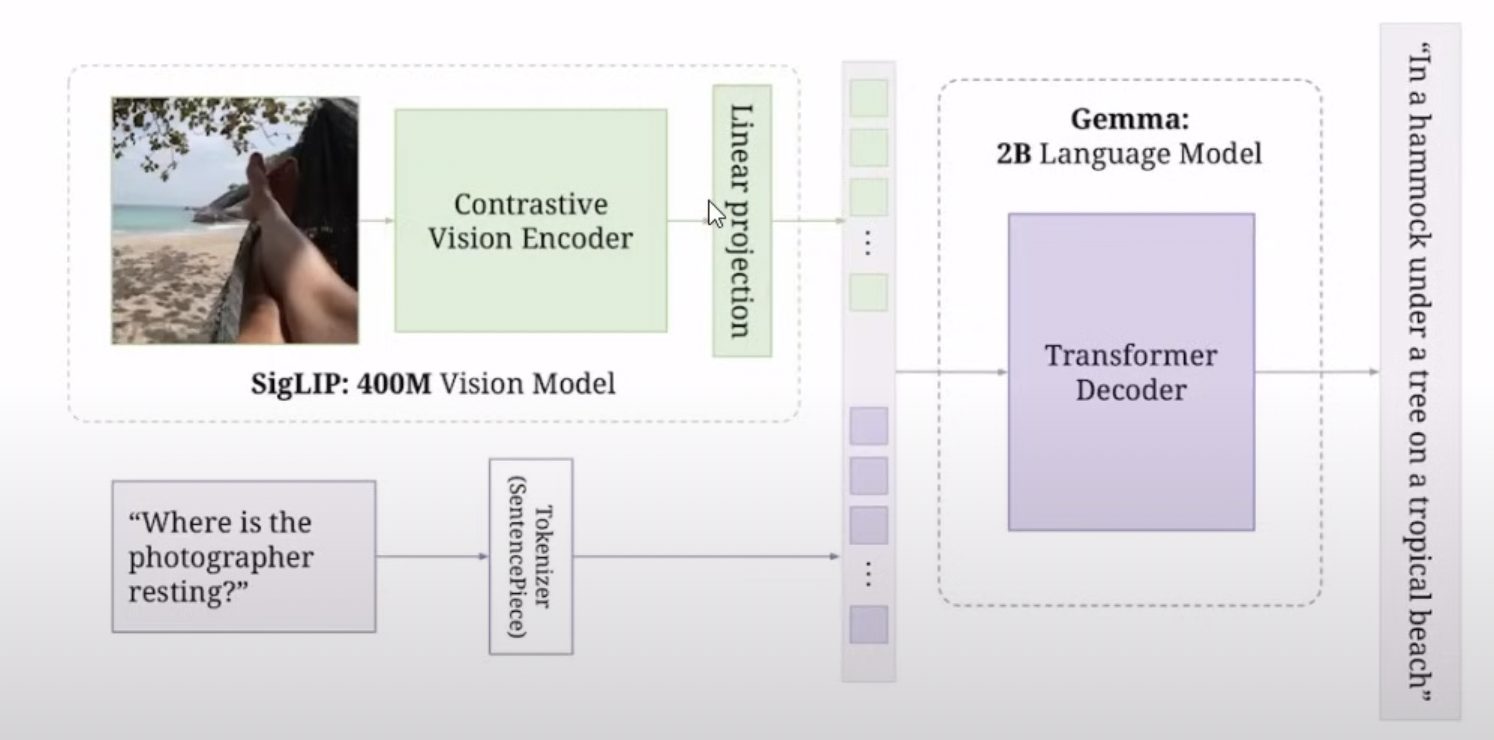 Contrastive
Vision Encoder
Linear projection
SigLIP: 400M Vision Model
“Where is the
photographer
resting?”
Tokenizer
(SentencePiece)
...
...
Gemma:
2B Language Model
Transformer
Decoder
“In a hammock under a tree on a tropical beach”